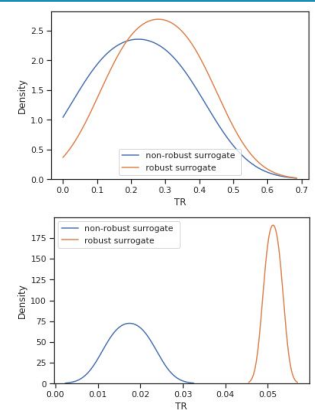 2.5
2.0
1.5
1.0
0.5
0.0
Density
non-robust surrogate
robust surrogate
0.0 0.1 0.2 0.3 0.4 0.5 0.6 0.7
TR
non-robust surrogate
robust surrogate
175
150
125
100
75
50
25
0
Density
0.00 0.01 0.02 0.03 0.04 0.05
TR